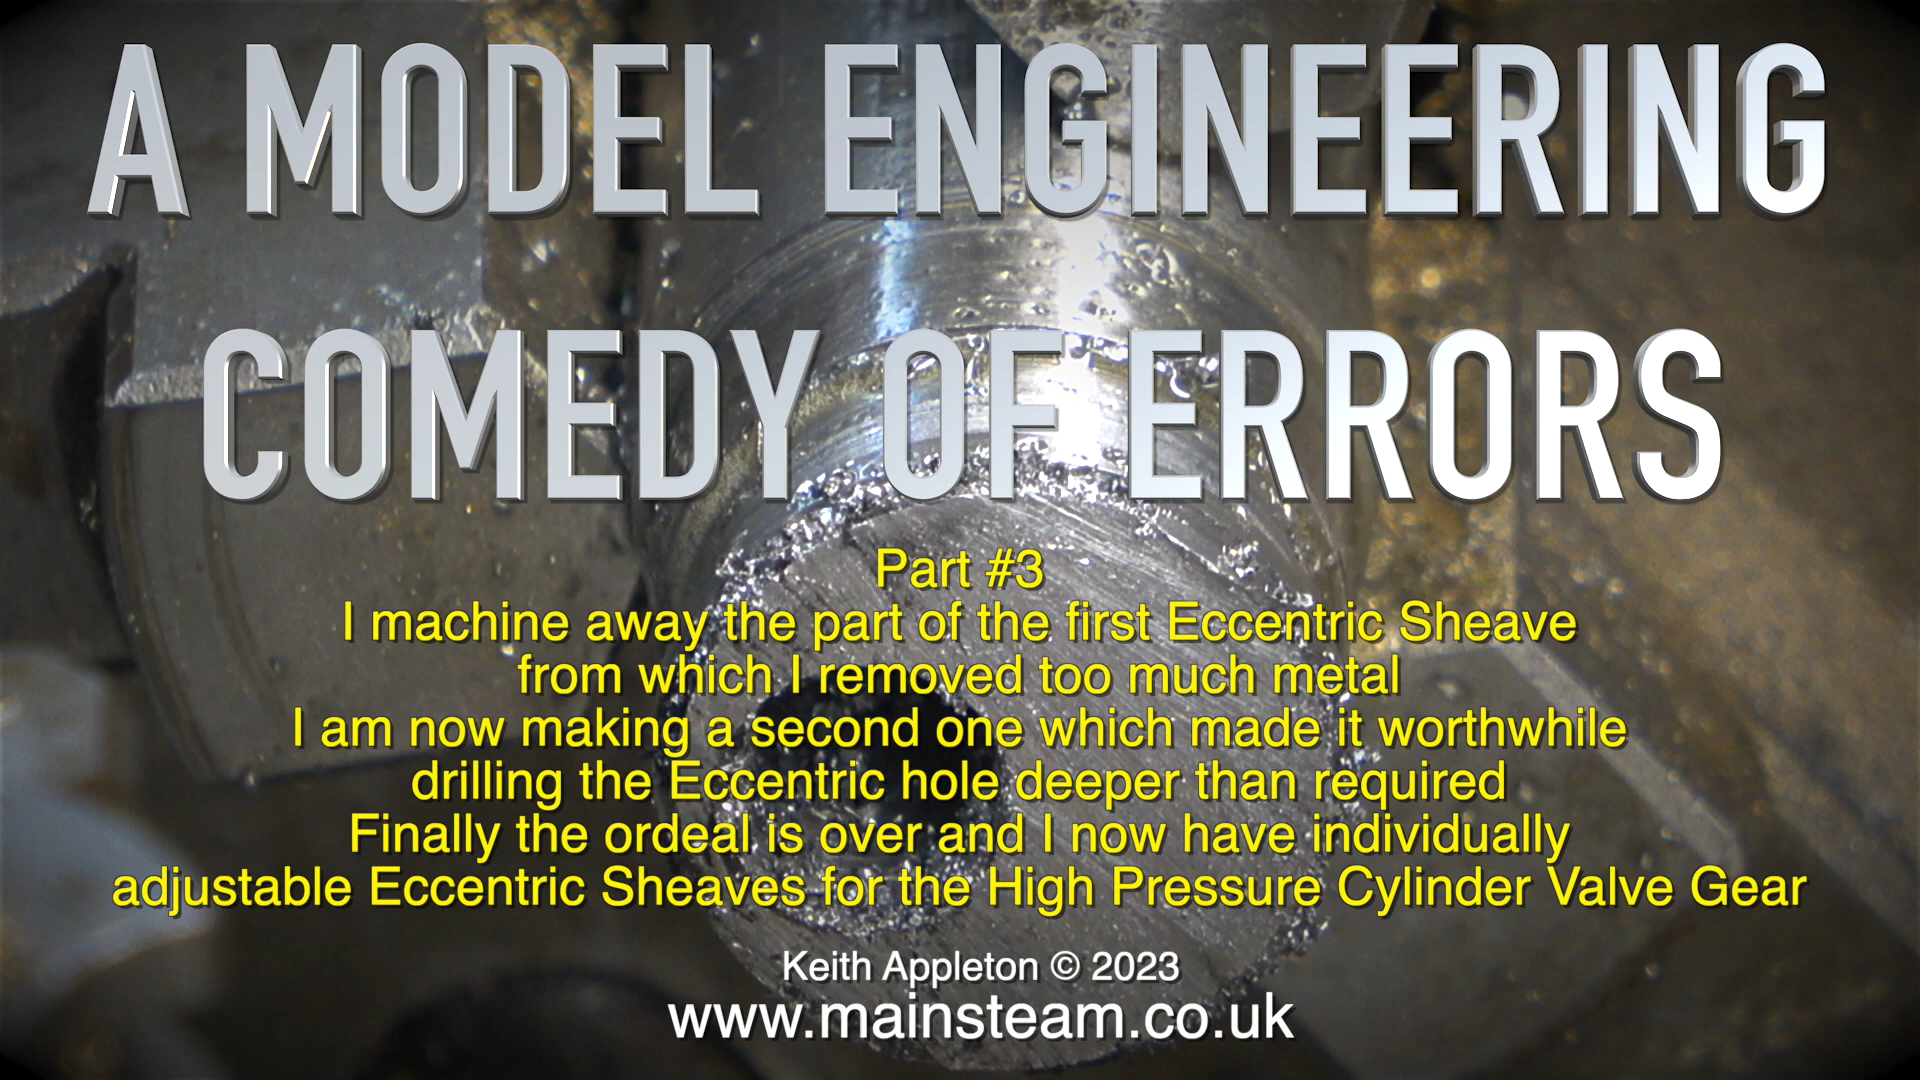 A MODEL ENGINEERING
COMEDY OF ERRORS
Part #3
I machine away the part of the first Eccentric Sheave
from which I removed too much metal
I am now making a second one which made it worthwhile
drilling the Eccentric hole deeper than required
Finally the ordeal is over and I now have individually
adjustable Eccentric Sheaves for the High Pressure Cylinder Valve Gear
Keith Appleton © 2023
www.mainsteam.co.uk